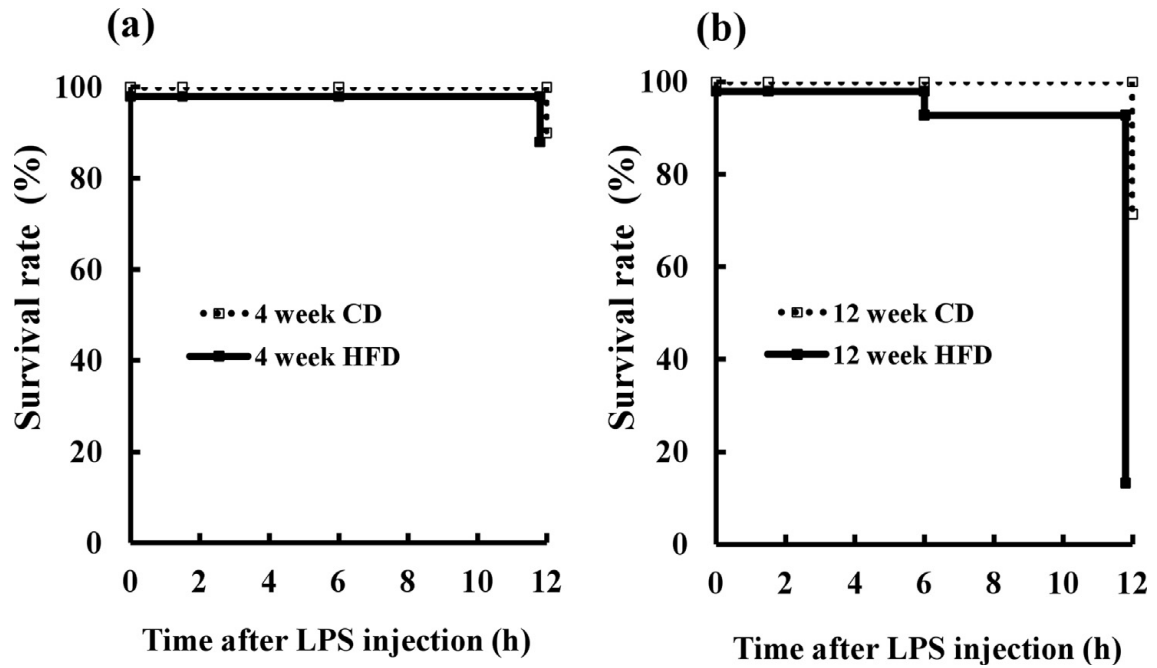 (a)
Survival rate (%)
100
80
60
40
20
0
4 week CD
4 week HFD
0 2 4 6 8 10 12
Time after LPS injection (h)
(b)
Survival rate (%)
100
80
60
40
20
0
12 week CD
12 week HFD
0 2 4 6 8 10 12
Time after LPS injection (h)